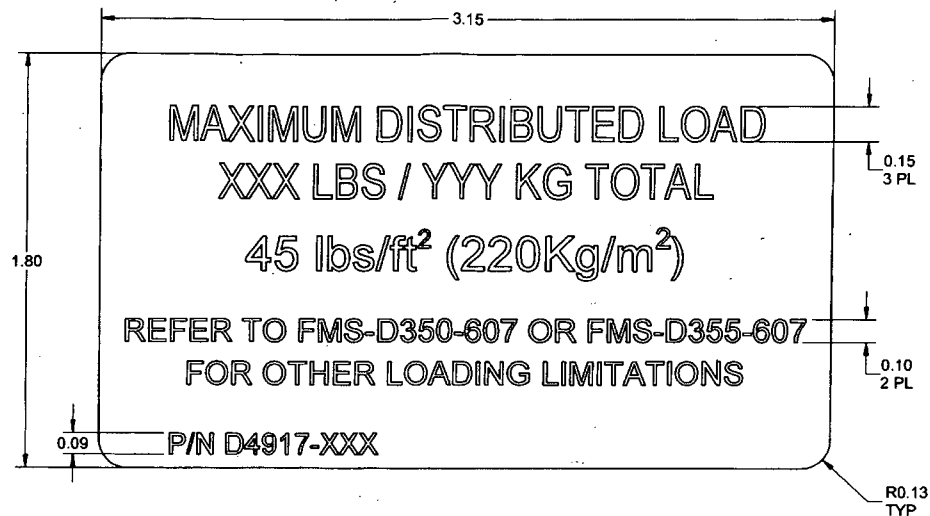 3.15
MAXIMUM DISTRIBUTED LOAD
XXX LBS / YYY KG TOTAL
45 lbs/ft² (220Kg/m²)
REFER TO FMS-D350-607 OR FMS-D355-607
FOR OTHER LOADING LIMITATIONS
P/N D4917-XXX
1.80
0.09
0.15
3 PL
0.10
2 PL
R0.13
TYP